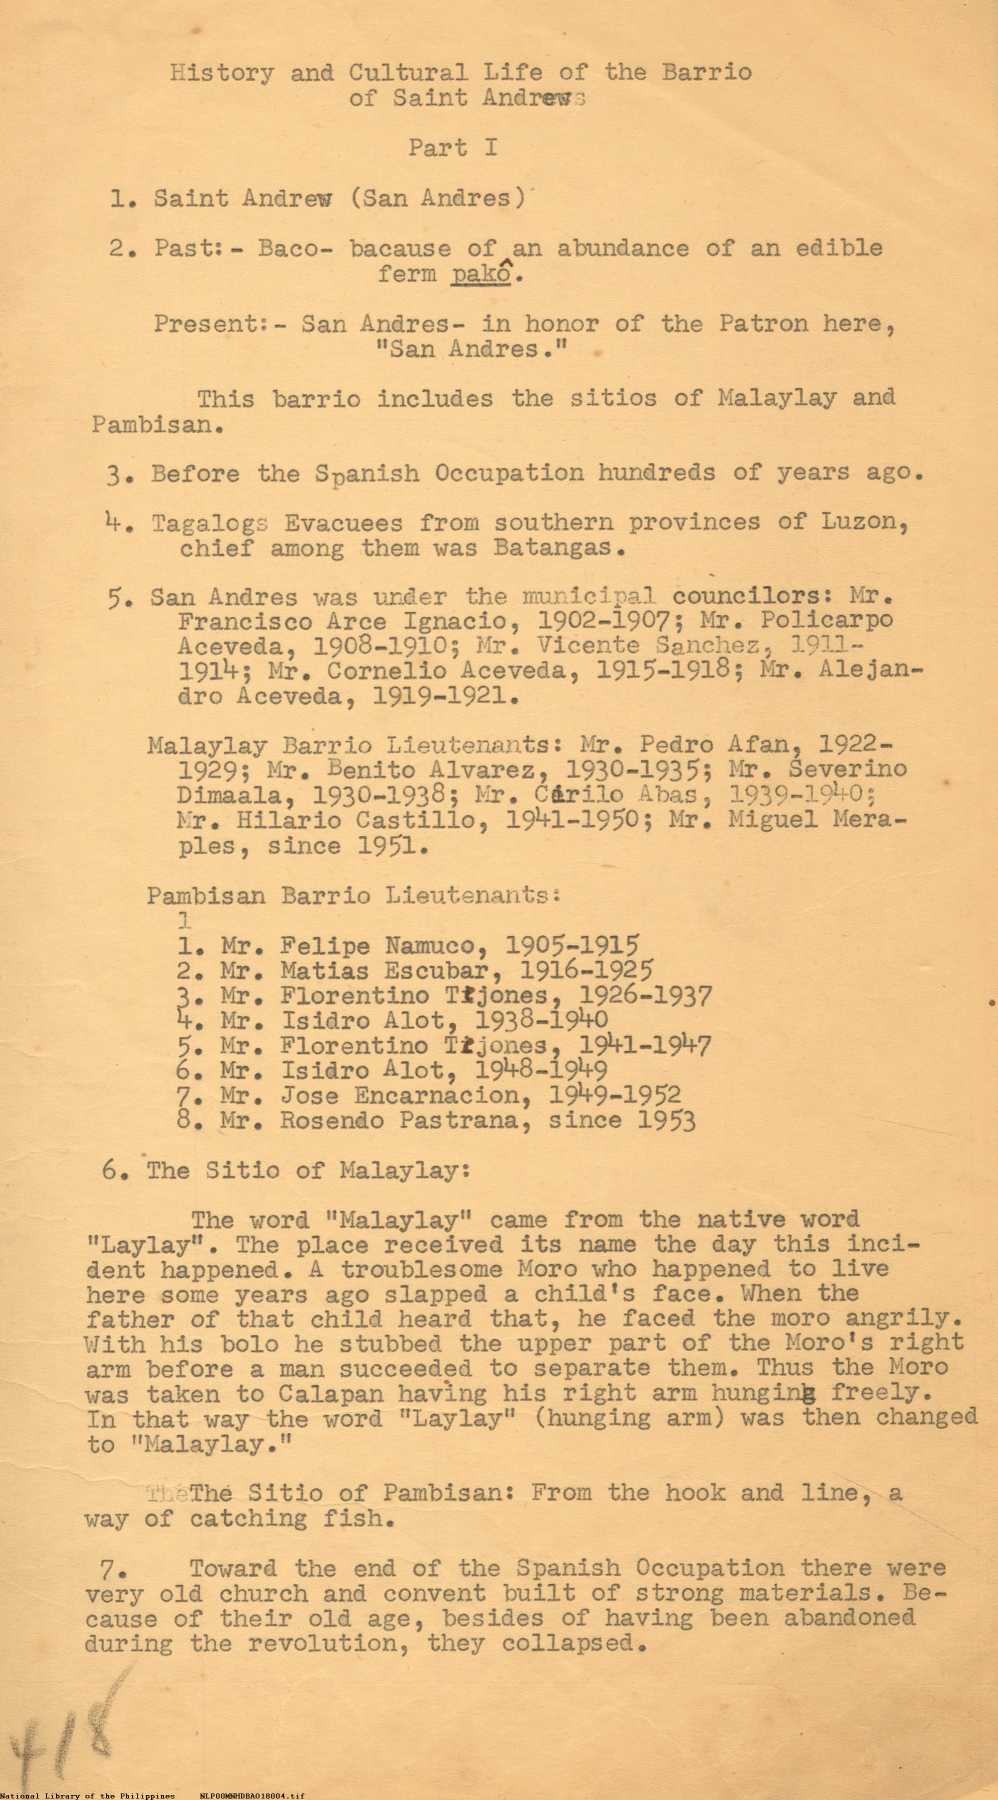 History and Cultural Life of the Barrio
of Saint Andrews
Part I
1. Saint Andrew (San Andres)
2. Past:- Baco- bacause of an abundance of an edible
ferm pakô.
Present:- San Andres- in honor of the Patron here,
"San Andres."
This barrio includes the sitios of Malaylay and
Pambisan.
3. Before the Spanish Occupation hundreds of years ago.
4. Tagalogs Evacuees from southern provinces of Luzon,
chief among them was Batangas.
5. San Andres was under the municipal councilors: Mr.
Francisco Arce Ignacio, 1902-1907; Mr. Policarpo
Aceveda, 1908-1910; Mr. Vicente Sanchez, 1911-
1914; Mr. Cornelio Aceveda, 1915-1918; Mr. Alejan-
dro Aceveda, 1919-1921.
Malaylay Barrio Lieutenants: Mr. Pedro Afan, 1922-
1929; Mr. Benito Alvarez, 1930-1935; Mr. Severino
Dimaala, 1930-1938; Mr. Cirilo Abas, 1939-1940;
Mr. Hilario Castillo, 1941-1950; Mr. Miguel Mera-
ples, since 1951.
Pambisan Barrio Lieutenants:
1
1. Mr. Felipe Namuco, 1905-1915
2. Mr. Matias Escubar, 1916-1925
3. Mr. Florentino Tejones, 1926-1937
4. Mr. Isidro Alot, 1938-1940
5. Mr. Florentino Tejones, 1941-1947
6. Mr. Isidro Alot, 1948-1949
7. Mr. Jose Encarnacion, 1949-1952
8. Mr. Rosendo Pastrana, since 1953
6. The Sitio of Malaylay:
The word "Malaylay" came from the native word
"Laylay". The place received its name the day this inci-
dent happened. A troublesome Moro who happened to live
here some years ago slapped a child's face. When the
father of that child heard that, he faced the moro angrily.
With his bolo he stubbed the upper part of the Moro's right
arm before a man succeeded to separate them. Thus the Moro
was taken to Calapan having his right arm hunging freely.
In that way the word "Laylay" (hunging arm) was then changed
to "Malaylay."
TheThe Sitio of Pambisan: From the hook and line, a
way of catching fish.
7. Toward the end of the Spanish Occupation there were
very old church and convent built of strong materials. Be-
cause of their old age, besides of having been abandoned
during the revolution, they collapsed.
418
National Library of the Philippines NLP00MNRHDBA018004.tif